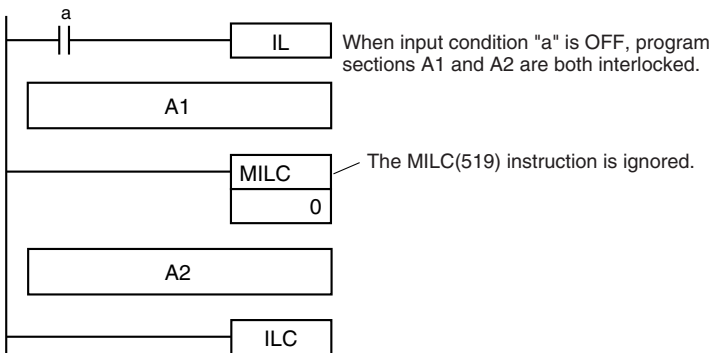 a
IL
When input condition "a" is OFF, program
sections A1 and A2 are both interlocked.
A1
MILC
The MILC(519) instruction is ignored.
0
A2
ILC